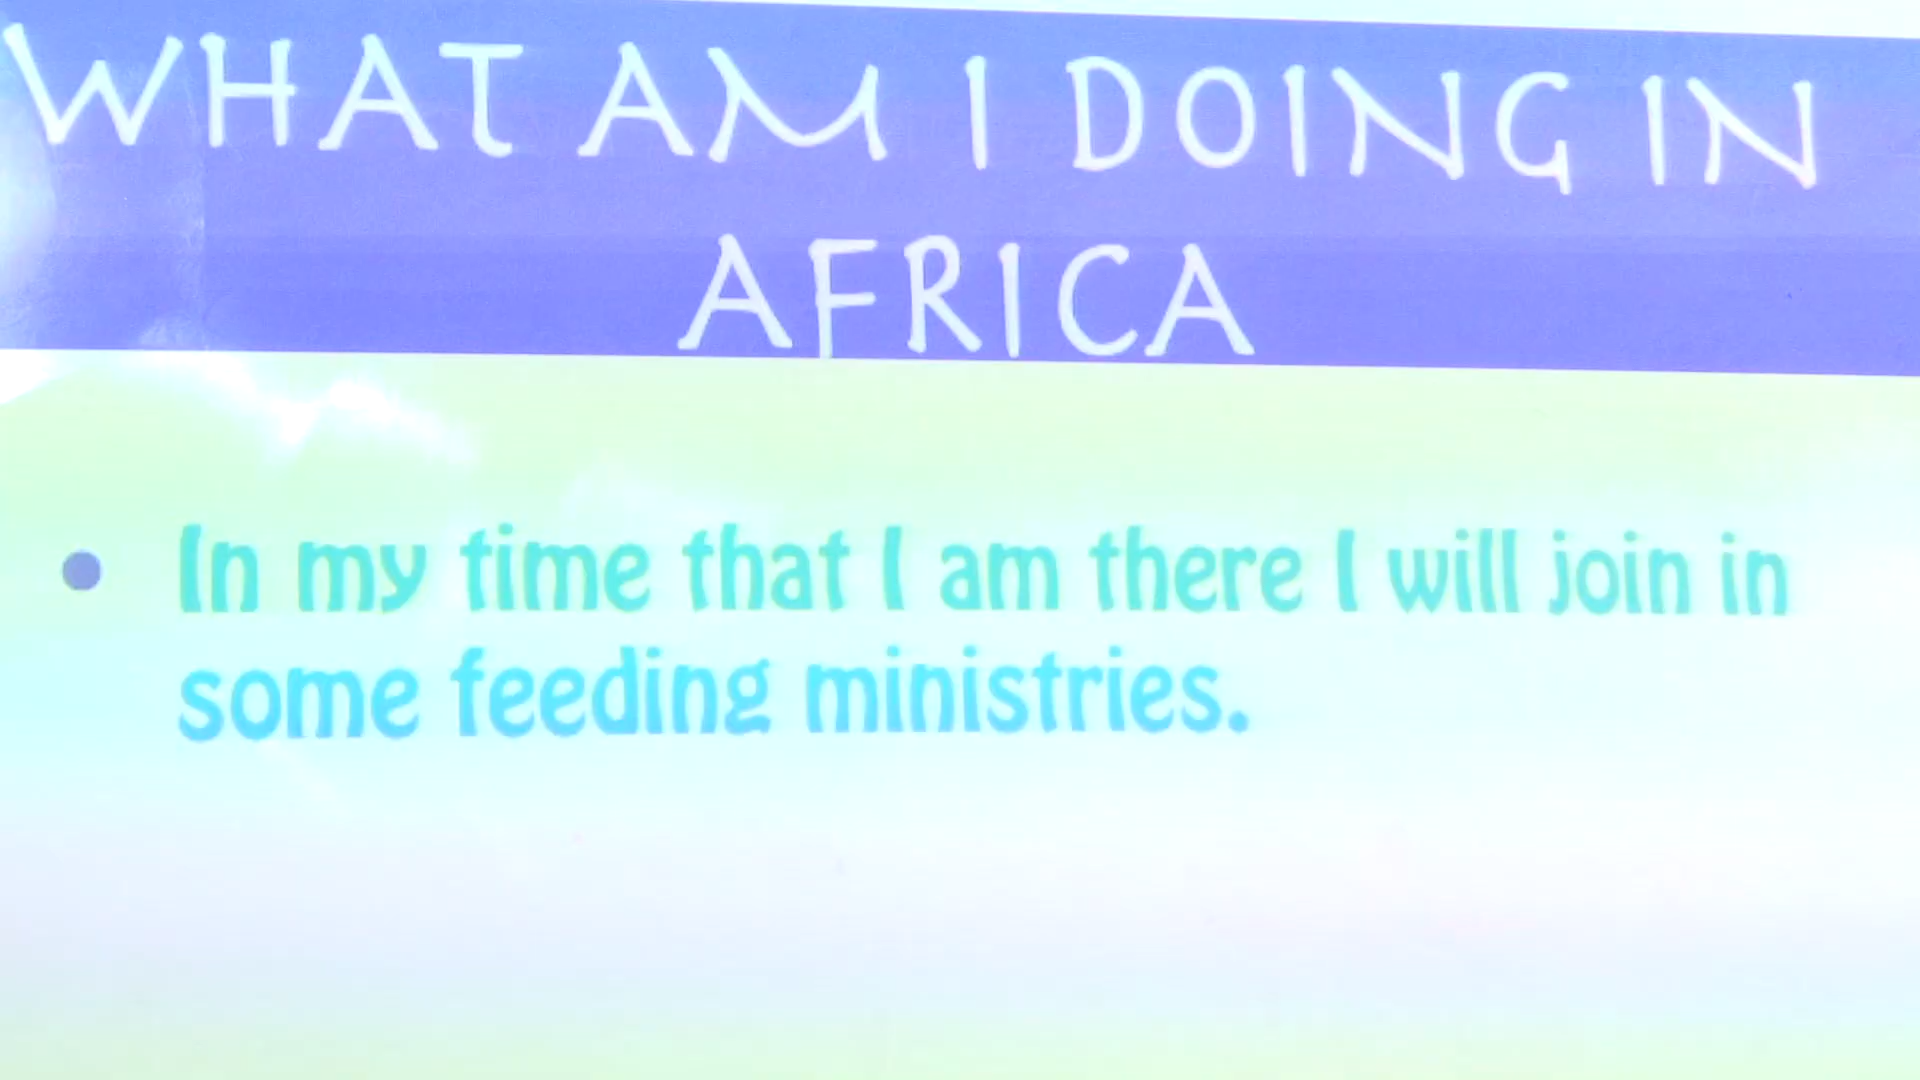 WHAT AM I DOING IN
AFRICA
• In my time that I am there I will join in
some feeding ministries.